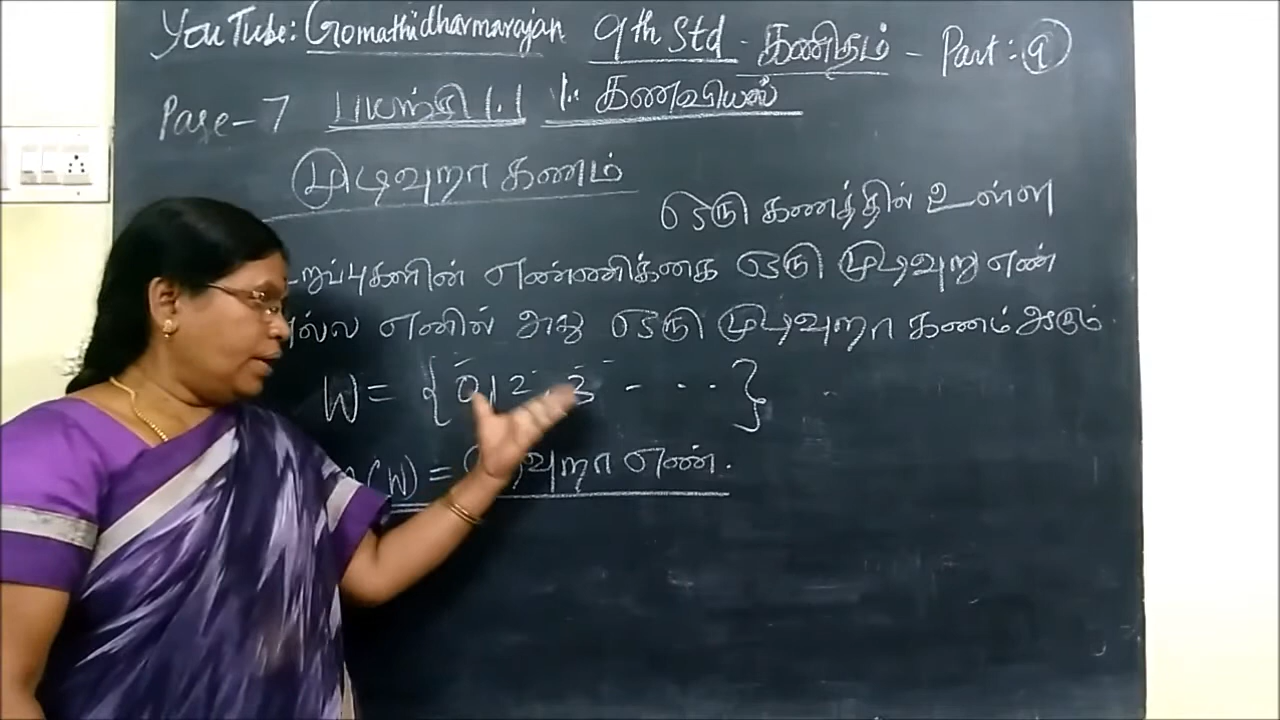 YouTube: Gomathidharmarajan 9th Std - கணிதம் - Part: 9
Page-7 பயிற்சி 1.1 1. கணவியல்
முடிவுறா கணம்
ஒரு கணத்தில் உள்ள
உறுப்புகளின் எண்ணிக்கை ஒரு முடிவுறு எண்
அல்ல எனில் அது ஒரு முடிவுறா கணம் ஆகும்.
W = {0,1,2,3 - ...}
n(W) = முடிவுறா எண்.